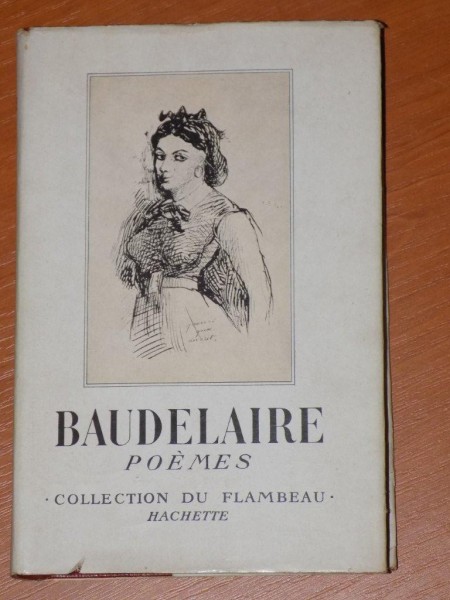 BAUDELAIRE
POÈMES
· COLLECTION DU FLAMBEAU ·
HACHETTE